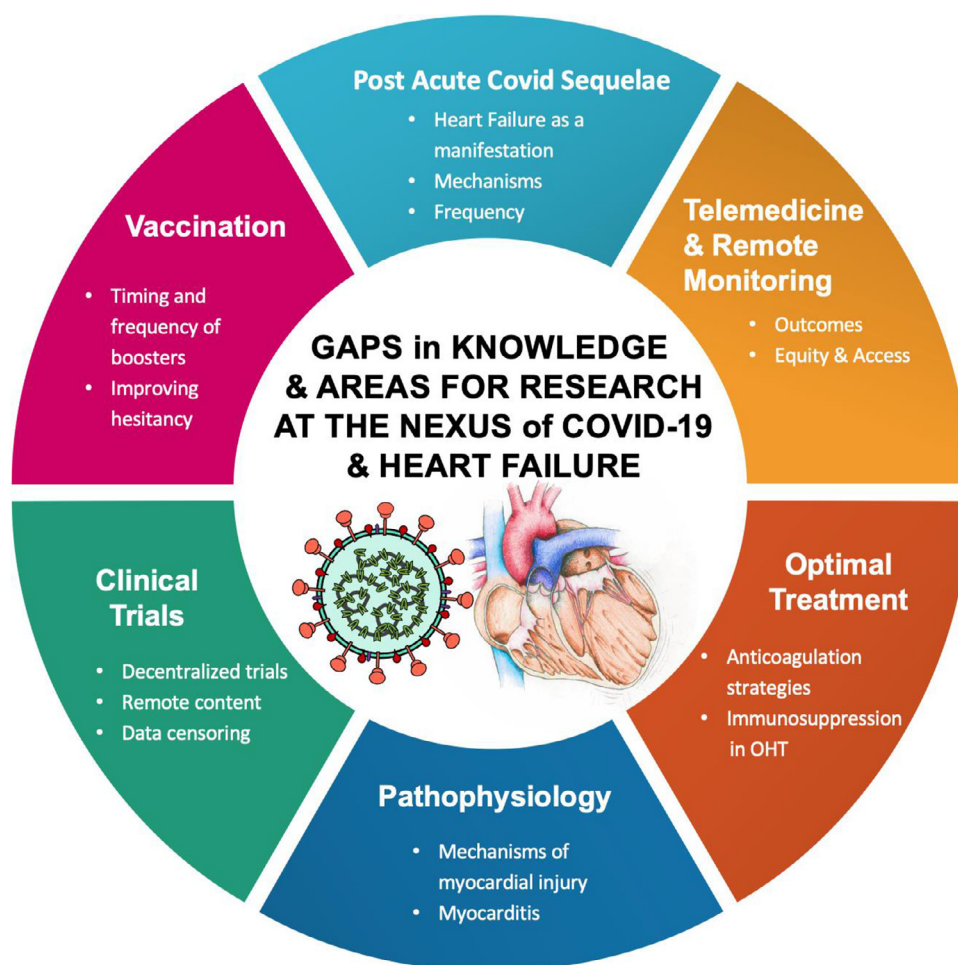 Post Acute Covid Sequelae
• Heart Failure as a
manifestation
• Mechanisms
• Frequency
Telemedicine
& Remote
Monitoring
• Outcomes
• Equity & Access
Optimal
Treatment
• Anticoagulation
strategies
• Immunosuppression
in OHT
Pathophysiology
• Mechanisms of
myocardial injury
• Myocarditis
Clinical
Trials
• Decentralized trials
• Remote content
• Data censoring
Vaccination
• Timing and
frequency of
boosters
• Improving
hesitancy
GAPS in KNOWLEDGE
& AREAS FOR RESEARCH
AT THE NEXUS of COVID-19
& HEART FAILURE